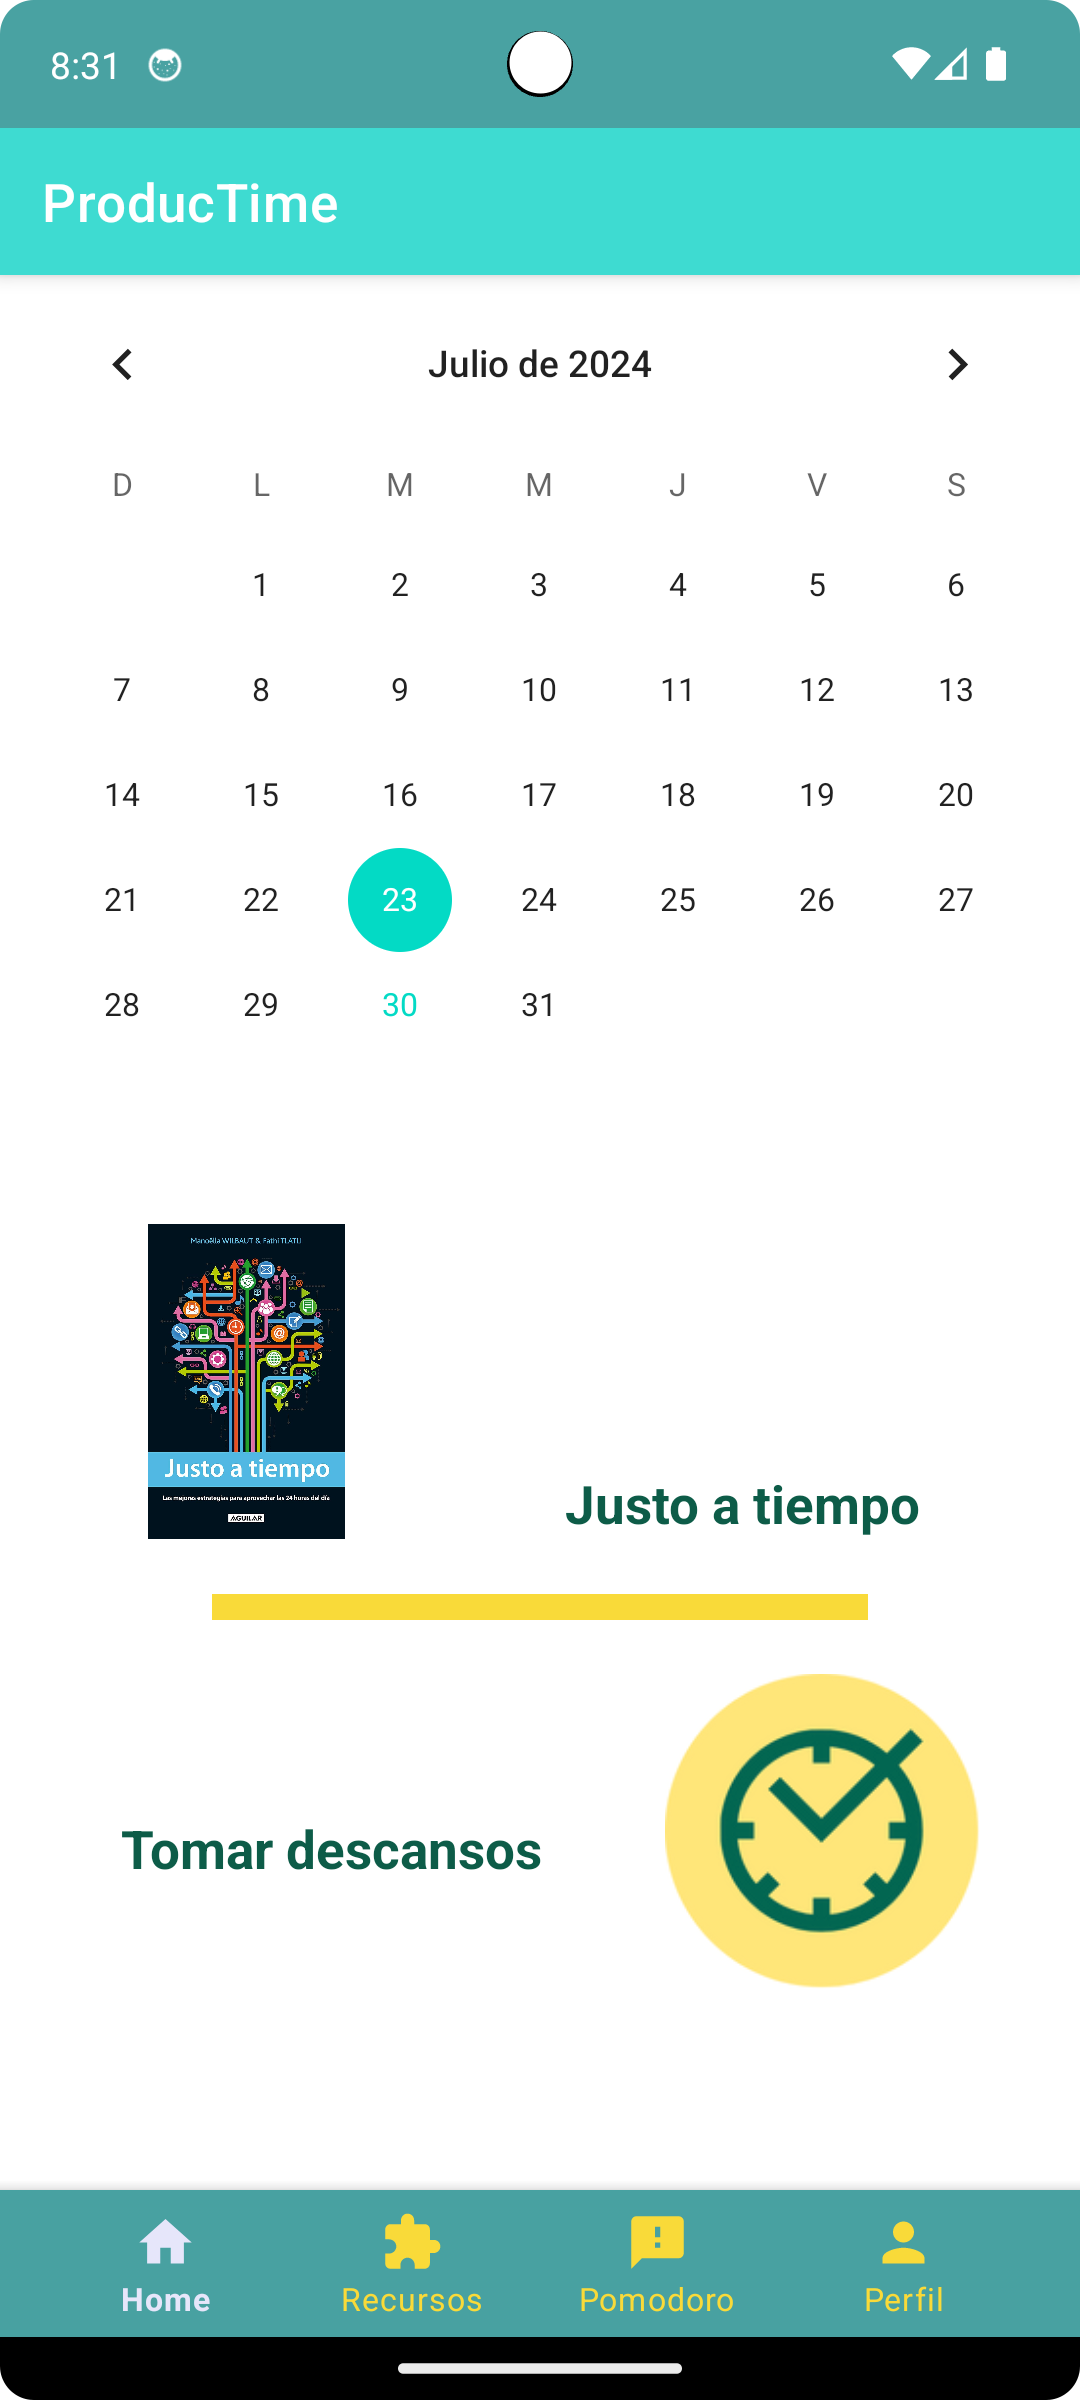 8:31
ProducTime
Julio de 2024
D L M M J V S
1 2 3 4 5 6
7 8 9 10 11 12 13
14 15 16 17 18 19 20
21 22 23 24 25 26 27
28 29 30 31
Manoëlla WILBAUT & Fathi TLATLI
Justo a tiempo
Las mejores estrategias para aprovechar las 24 horas del día
AGUILAR
Justo a tiempo
Tomar descansos
Home Recursos Pomodoro Perfil